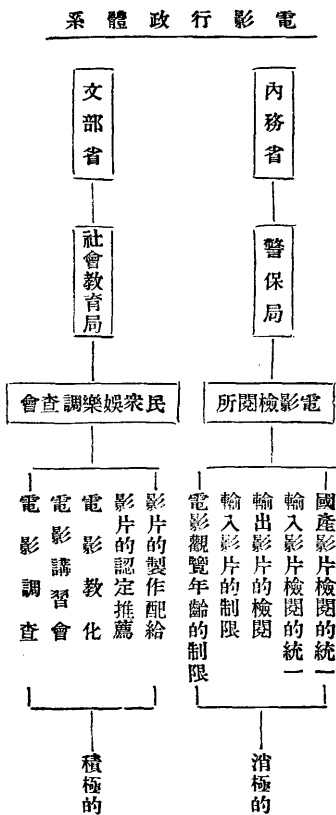 電影行政體系
內務省
警保局
電影檢閱所
國產影片檢閱的統一
輸入影片檢閱的統一
輸出影片的檢閱
輸入影片的制限
電影觀覽年齡的制限
消極的
文部省
社會教育局
民衆娛樂調查會
影片的製作配給
影片的認定推薦
電影教化
電影講習會
電影調查
積極的